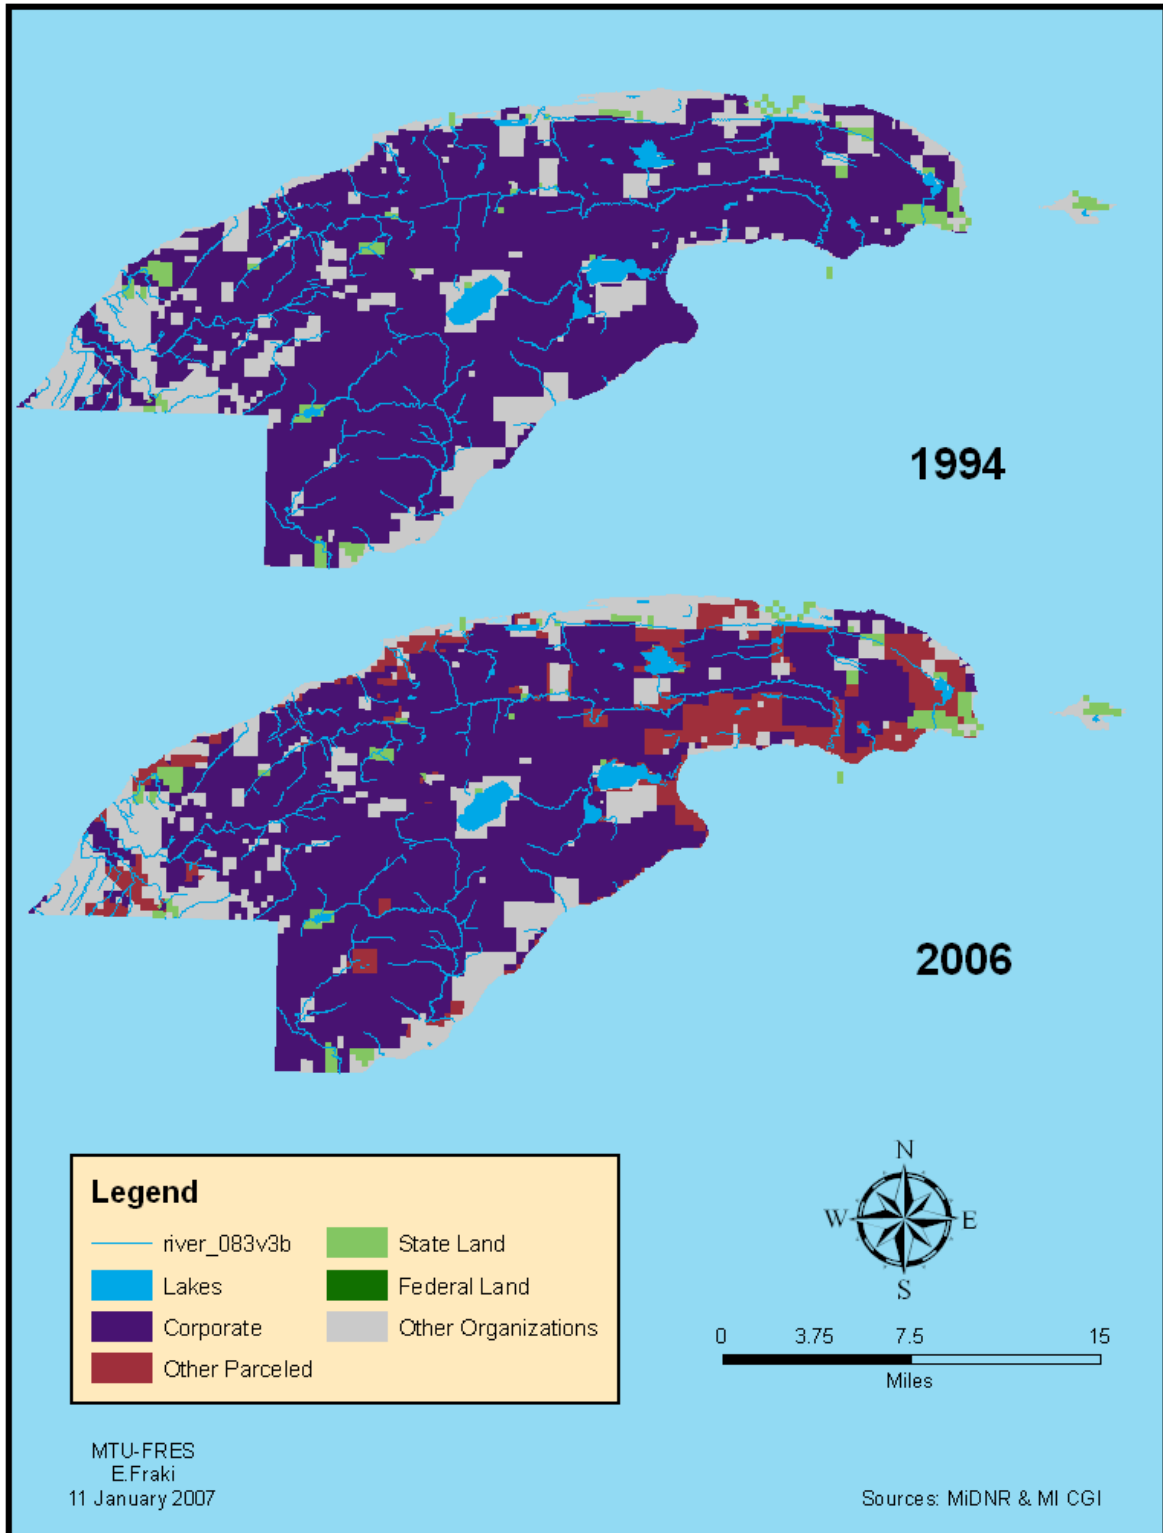 1994
2006
Legend
river_083v3b
State Land
Lakes
Federal Land
Corporate
Other Organizations
Other Parceled
N
W
E
S
0 3.75 7.5 15
Miles
MTU-FRES
E.Fraki
11 January 2007
Sources: MiDNR & MI CGI